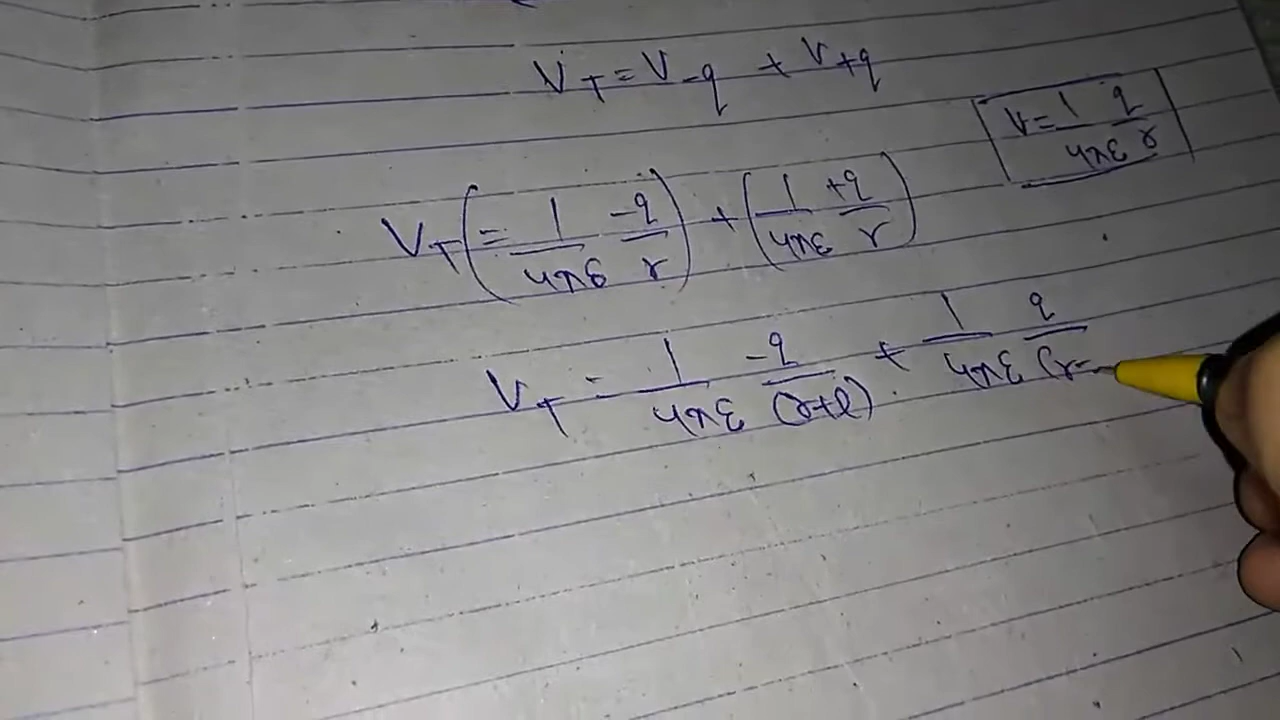 V_T = V_-q + V_+q
V = 1/4πε q/r
V_T (= 1/4πε -q/r) + (1/4πε +q/r)
V_T = 1/4πε -q/(r+l) + 1/4πε q/(r-